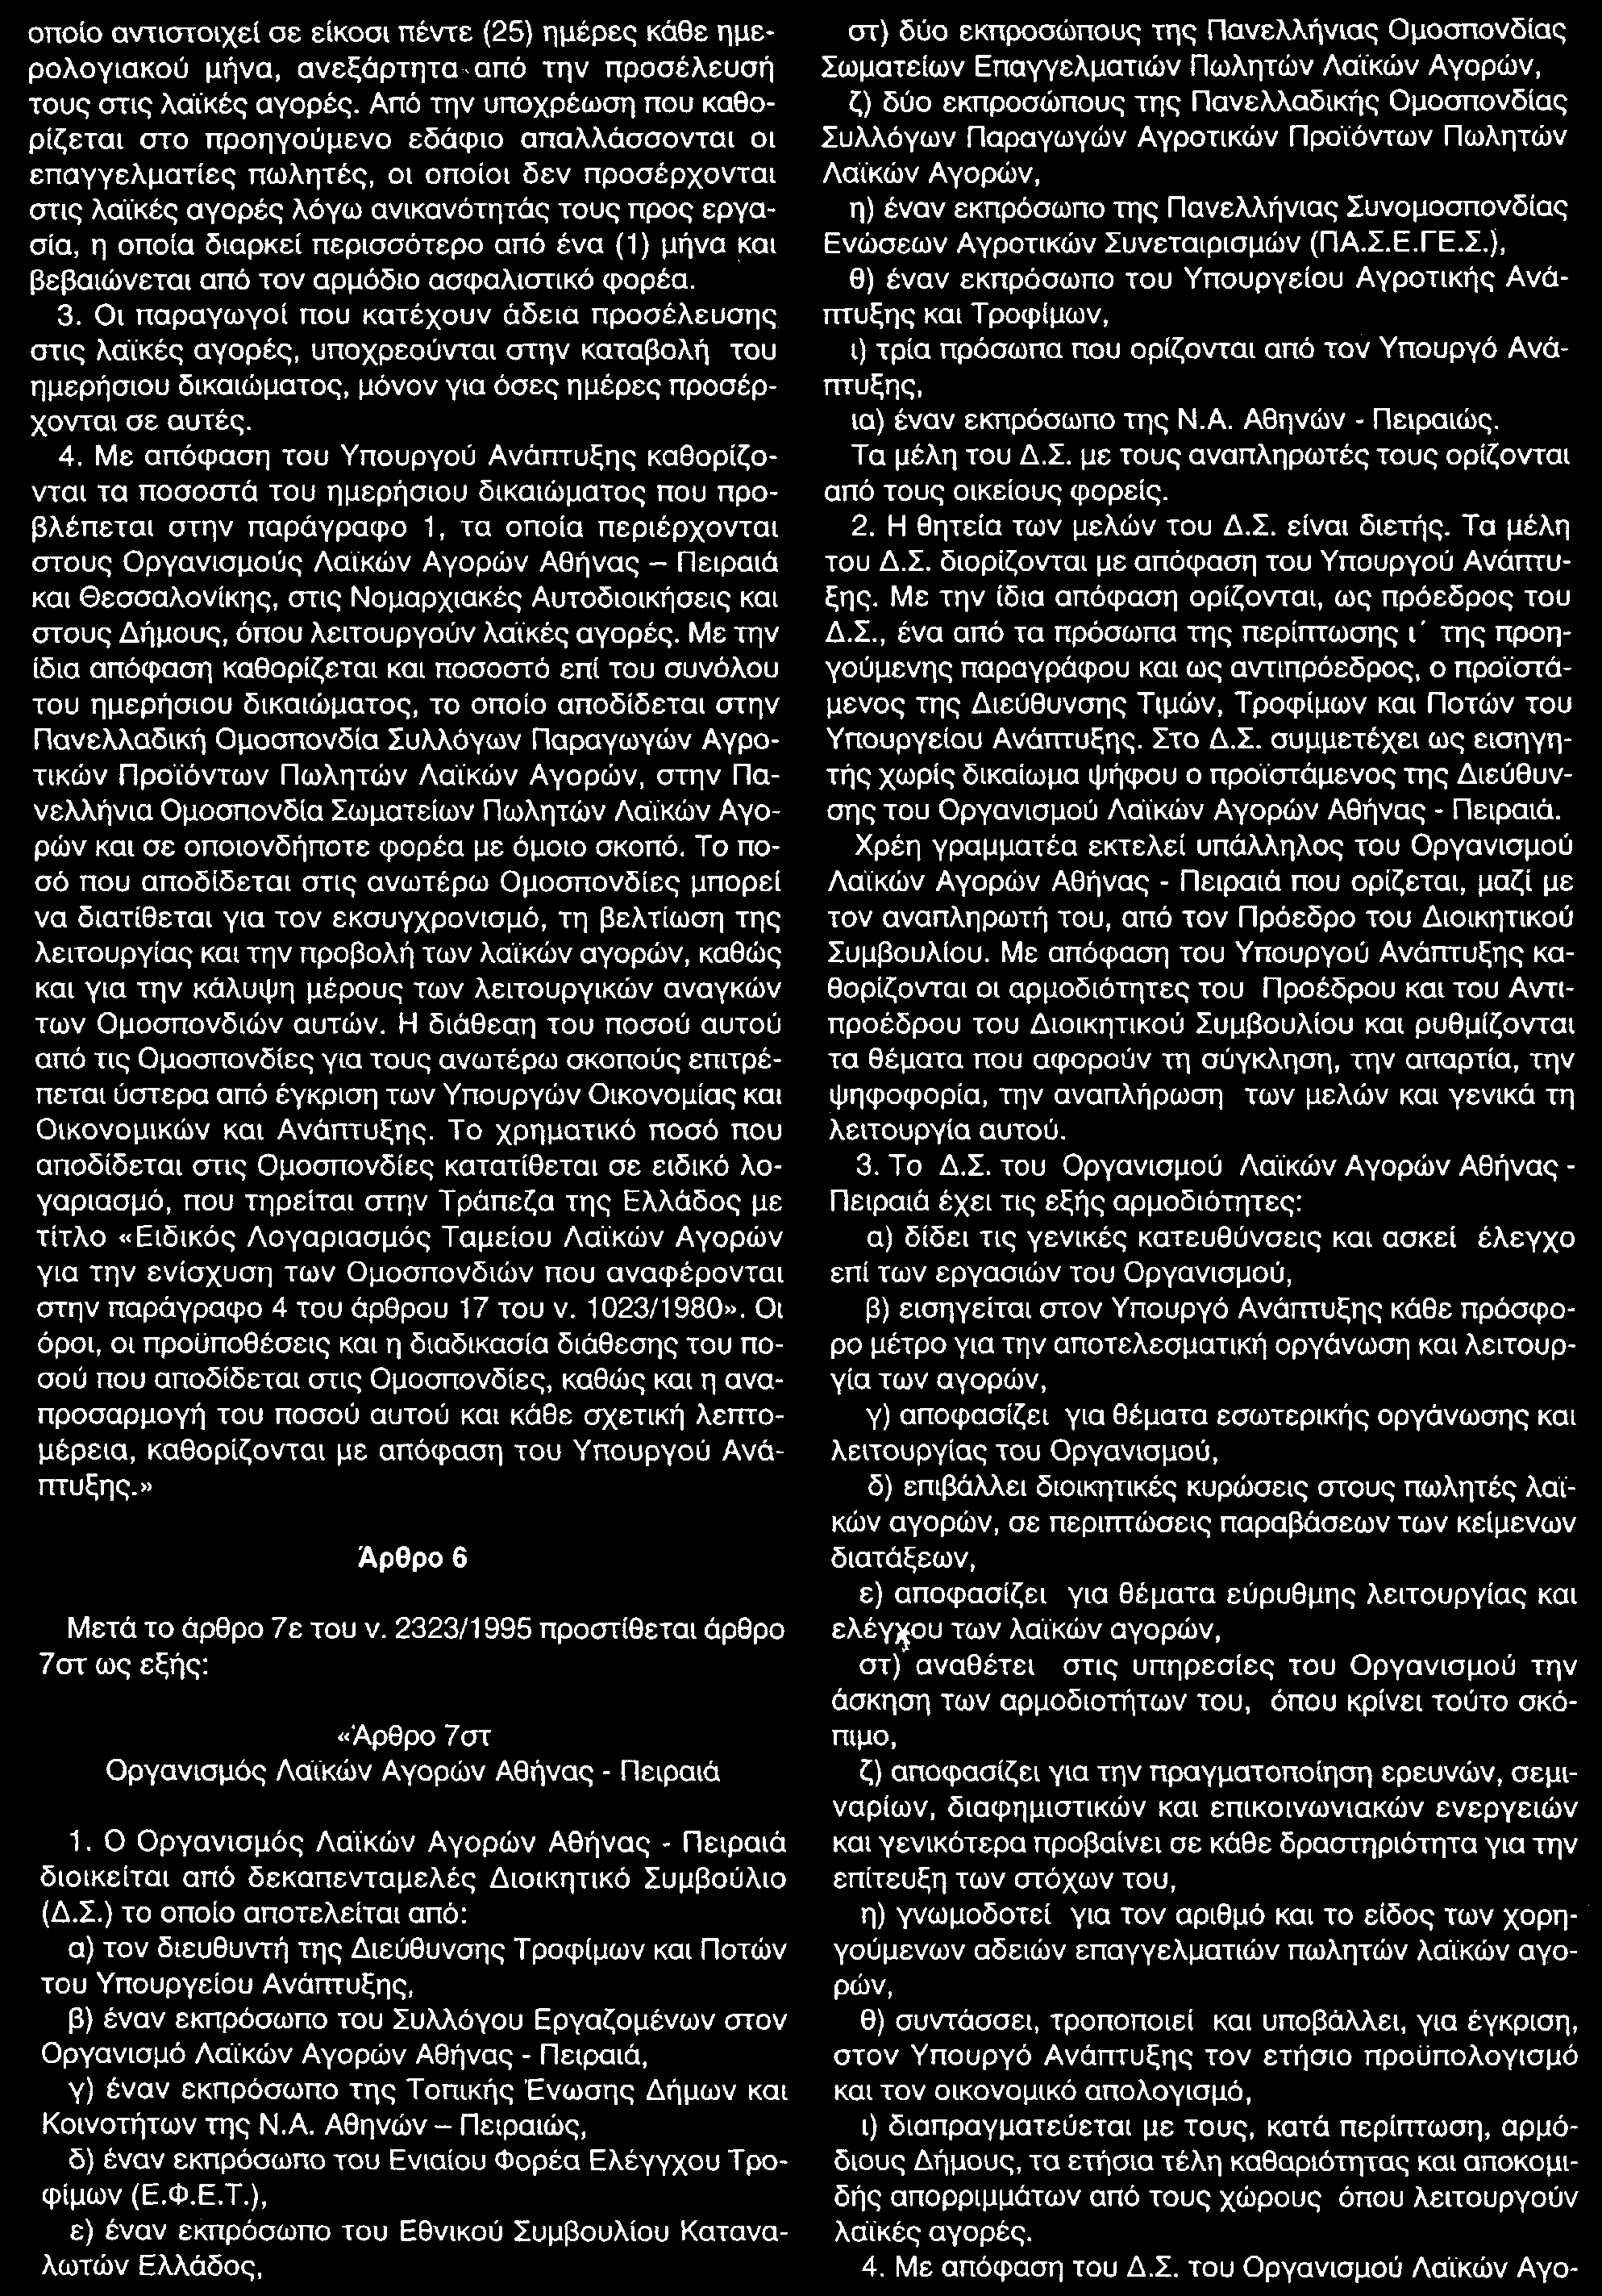 οποίο αντιστοιχεί σε είκοσι πέντε (25) ημέρες κάθε ημε-
ρολογιακού μήνα, ανεξάρτητα από την προσέλευσή
τους στις λαϊκές αγορές. Από την υποχρέωση που καθο-
ρίζεται στο προηγούμενο εδάφιο απαλλάσσονται οι
επαγγελματίες πωλητές, οι οποίοι δεν προσέρχονται
στις λαϊκές αγορές λόγω ανικανότητάς τους προς εργα-
σία, η οποία διαρκεί περισσότερο από ένα (1) μήνα και
βεβαιώνεται από τον αρμόδιο ασφαλιστικό φορέα.
3. Οι παραγωγοί που κατέχουν άδεια προσέλευσης
στις λαϊκές αγορές, υποχρεούνται στην καταβολή του
ημερήσιου δικαιώματος, μόνον για όσες ημέρες προσέρ-
χονται σε αυτές.
4. Με απόφαση του Υπουργού Ανάπτυξης καθορίζο-
νται τα ποσοστά του ημερήσιου δικαιώματος που προ-
βλέπεται στην παράγραφο 1, τα οποία περιέρχονται
στους Οργανισμούς Λαϊκών Αγορών Αθήνας – Πειραιά
και Θεσσαλονίκης, στις Νομαρχιακές Αυτοδιοικήσεις και
στους Δήμους, όπου λειτουργούν λαϊκές αγορές. Με την
ίδια απόφαση καθορίζεται και ποσοστό επί του συνόλου
του ημερήσιου δικαιώματος, το οποίο αποδίδεται στην
Πανελλαδική Ομοσπονδία Συλλόγων Παραγωγών Αγρο-
τικών Προϊόντων Πωλητών Λαϊκών Αγορών, στην Πα-
νελλήνια Ομοσπονδία Σωματείων Πωλητών Λαϊκών Αγο-
ρών και σε οποιονδήποτε φορέα με όμοιο σκοπό. Το πο-
σό που αποδίδεται στις ανωτέρω Ομοσπονδίες μπορεί
να διατίθεται για τον εκσυγχρονισμό, τη βελτίωση της
λειτουργίας και την προβολή των λαϊκών αγορών, καθώς
και για την κάλυψη μέρους των λειτουργικών αναγκών
των Ομοσπονδιών αυτών. Η διάθεση του ποσού αυτού
από τις Ομοσπονδίες για τους ανωτέρω σκοπούς επιτρέ-
πεται ύστερα από έγκριση των Υπουργών Οικονομίας και
Οικονομικών και Ανάπτυξης. Το χρηματικό ποσό που
αποδίδεται στις Ομοσπονδίες κατατίθεται σε ειδικό λο-
γαριασμό, που τηρείται στην Τράπεζα της Ελλάδος με
τίτλο «Ειδικός Λογαριασμός Ταμείου Λαϊκών Αγορών
για την ενίσχυση των Ομοσπονδιών που αναφέρονται
στην παράγραφο 4 του άρθρου 17 του ν. 1023/1980». Οι
όροι, οι προϋποθέσεις και η διαδικασία διάθεσης του πο-
σού που αποδίδεται στις Ομοσπονδίες, καθώς και η ανα-
προσαρμογή του ποσού αυτού και κάθε σχετική λεπτο-
μέρεια, καθορίζονται με απόφαση του Υπουργού Ανά-
πτυξης.»
Άρθρο 6
Μετά το άρθρο 7ε του ν. 2323/1995 προστίθεται άρθρο
7στ ως εξής:
«Άρθρο 7στ
Οργανισμός Λαϊκών Αγορών Αθήνας - Πειραιά
1. Ο Οργανισμός Λαϊκών Αγορών Αθήνας - Πειραιά
διοικείται από δεκαπενταμελές Διοικητικό Συμβούλιο
(Δ.Σ.) το οποίο αποτελείται από:
α) τον διευθυντή της Διεύθυνσης Τροφίμων και Ποτών
του Υπουργείου Ανάπτυξης,
β) έναν εκπρόσωπο του Συλλόγου Εργαζομένων στον
Οργανισμό Λαϊκών Αγορών Αθήνας - Πειραιά,
γ) έναν εκπρόσωπο της Τοπικής Ένωσης Δήμων και
Κοινοτήτων της Ν.Α. Αθηνών – Πειραιώς,
δ) έναν εκπρόσωπο του Ενιαίου Φορέα Ελέγγχου Τρο-
φίμων (Ε.Φ.Ε.Τ.),
ε) έναν εκπρόσωπο του Εθνικού Συμβουλίου Κατανα-
λωτών Ελλάδος,
στ) δύο εκπροσώπους της Πανελλήνιας Ομοσπονδίας
Σωματείων Επαγγελματιών Πωλητών Λαϊκών Αγορών,
ζ) δύο εκπροσώπους της Πανελλαδικής Ομοσπονδίας
Συλλόγων Παραγωγών Αγροτικών Προϊόντων Πωλητών
Λαϊκών Αγορών,
η) έναν εκπρόσωπο της Πανελλήνιας Συνομοσπονδίας
Ενώσεων Αγροτικών Συνεταιρισμών (ΠΑ.Σ.Ε.ΓΕ.Σ.),
θ) έναν εκπρόσωπο του Υπουργείου Αγροτικής Ανά-
πτυξης και Τροφίμων,
ι) τρία πρόσωπα που ορίζονται από τον Υπουργό Ανά-
πτυξης,
ια) έναν εκπρόσωπο της Ν.Α. Αθηνών - Πειραιώς.
Τα μέλη του Δ.Σ. με τους αναπληρωτές τους ορίζονται
από τους οικείους φορείς.
2. Η θητεία των μελών του Δ.Σ. είναι διετής. Τα μέλη
του Δ.Σ. διορίζονται με απόφαση του Υπουργού Ανάπτυ-
ξης. Με την ίδια απόφαση ορίζονται, ως πρόεδρος του
Δ.Σ., ένα από τα πρόσωπα της περίπτωσης ι΄ της προη-
γούμενης παραγράφου και ως αντιπρόεδρος, ο προϊστά-
μενος της Διεύθυνσης Τιμών, Τροφίμων και Ποτών του
Υπουργείου Ανάπτυξης. Στο Δ.Σ. συμμετέχει ως εισηγη-
τής χωρίς δικαίωμα ψήφου ο προϊστάμενος της Διεύθυν-
σης του Οργανισμού Λαϊκών Αγορών Αθήνας - Πειραιά.
Χρέη γραμματέα εκτελεί υπάλληλος του Οργανισμού
Λαϊκών Αγορών Αθήνας - Πειραιά που ορίζεται, μαζί με
τον αναπληρωτή του, από τον Πρόεδρο του Διοικητικού
Συμβουλίου. Με απόφαση του Υπουργού Ανάπτυξης κα-
θορίζονται οι αρμοδιότητες του Προέδρου και του Αντι-
προέδρου του Διοικητικού Συμβουλίου και ρυθμίζονται
τα θέματα που αφορούν τη σύγκληση, την απαρτία, την
ψηφοφορία, την αναπλήρωση των μελών και γενικά τη
λειτουργία αυτού.
3. Το Δ.Σ. του Οργανισμού Λαϊκών Αγορών Αθήνας -
Πειραιά έχει τις εξής αρμοδιότητες:
α) δίδει τις γενικές κατευθύνσεις και ασκεί έλεγχο
επί των εργασιών του Οργανισμού,
β) εισηγείται στον Υπουργό Ανάπτυξης κάθε πρόσφο-
ρο μέτρο για την αποτελεσματική οργάνωση και λειτουρ-
γία των αγορών,
γ) αποφασίζει για θέματα εσωτερικής οργάνωσης και
λειτουργίας του Οργανισμού,
δ) επιβάλλει διοικητικές κυρώσεις στους πωλητές λαϊ-
κών αγορών, σε περιπτώσεις παραβάσεων των κείμενων
διατάξεων,
ε) αποφασίζει για θέματα εύρυθμης λειτουργίας και
ελέγχου των λαϊκών αγορών,
στ) αναθέτει στις υπηρεσίες του Οργανισμού την
άσκηση των αρμοδιοτήτων του, όπου κρίνει τούτο σκό-
πιμο,
ζ) αποφασίζει για την πραγματοποίηση ερευνών, σεμι-
ναρίων, διαφημιστικών και επικοινωνιακών ενεργειών
και γενικότερα προβαίνει σε κάθε δραστηριότητα για την
επίτευξη των στόχων του,
η) γνωμοδοτεί για τον αριθμό και το είδος των χορη-
γούμενων αδειών επαγγελματιών πωλητών λαϊκών αγο-
ρών,
θ) συντάσσει, τροποποιεί και υποβάλλει, για έγκριση,
στον Υπουργό Ανάπτυξης τον ετήσιο προϋπολογισμό
και τον οικονομικό απολογισμό,
ι) διαπραγματεύεται με τους, κατά περίπτωση, αρμό-
διους Δήμους, τα ετήσια τέλη καθαριότητας και αποκομι-
δής απορριμμάτων από τους χώρους όπου λειτουργούν
λαϊκές αγορές.
4. Με απόφαση του Δ.Σ. του Οργανισμού Λαϊκών Αγο-